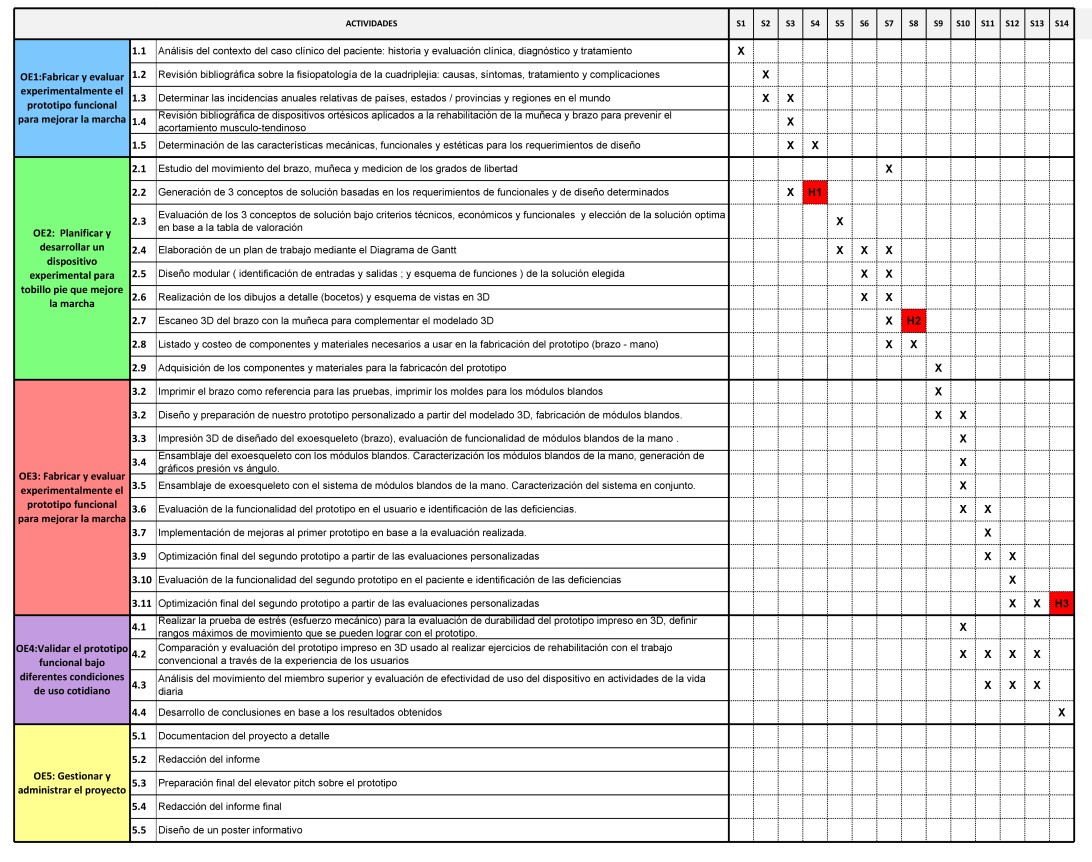 ACTIVIDADES S1 S2 S3 S4 S5 S6 S7 S8 S9 S10 S11 S12 S13 S14
OE1:Fabricar y evaluar
experimentalmente el
prototipo funcional
para mejorar la marcha
1.1 Análisis del contexto del caso clínico del paciente: historia y evaluación clínica, diagnóstico y tratamiento X
1.2 Revisión bibliográfica sobre la fisiopatología de la cuadriplejia: causas, síntomas, tratamiento y complicaciones X
1.3 Determinar las incidencias anuales relativas de países, estados / provincias y regiones en el mundo X X
1.4 Revisión bibliográfica de dispositivos ortésicos aplicados a la rehabilitación de la muñeca y brazo para prevenir el
acortamiento musculo-tendinoso X
1.5 Determinación de las características mecánicas, funcionales y estéticas para los requerimientos de diseño X X
OE2: Planificar y
desarrollar un
dispositivo
experimental para
tobillo pie que mejore
la marcha
2.1 Estudio del movimiento del brazo, muñeca y medicion de los grados de libertad X
2.2 Generación de 3 conceptos de solución basadas en los requerimientos de funcionales y de diseño determinados X H1
2.3 Evaluación de los 3 conceptos de solución bajo criterios técnicos, económicos y funcionales y elección de la solución optima
en base a la tabla de valoración X
2.4 Elaboración de un plan de trabajo mediante el Diagrama de Gantt X X X
2.5 Diseño modular ( identificación de entradas y salidas ; y esquema de funciones ) de la solución elegida X X
2.6 Realización de los dibujos a detalle (bocetos) y esquema de vistas en 3D X X
2.7 Escaneo 3D del brazo con la muñeca para complementar el modelado 3D X H2
2.8 Listado y costeo de componentes y materiales necesarios a usar en la fabricación del prototipo (brazo - mano) X X
2.9 Adquisición de los componentes y materiales para la fabricacón del prototipo X
OE3: Fabricar y evaluar
experimentalmente el
prototipo funcional
para mejorar la marcha
3.2 Imprimir el brazo como referencia para las pruebas, imprimir los moldes para los módulos blandos X
3.2 Diseño y preparación de nuestro prototipo personalizado a partir del modelado 3D, fabricación de módulos blandos. X X
3.3 Impresión 3D de diseñado del exoesqueleto (brazo), evaluación de funcionalidad de módulos blandos de la mano . X
3.4 Ensamblaje del exoesqueleto con los módulos blandos. Caracterización los módulos blandos de la mano, generación de
gráficos presión vs ángulo. X
3.5 Ensamblaje de exoesqueleto con el sistema de módulos blandos de la mano. Caracterización del sistema en conjunto. X
3.6 Evaluación de la funcionalidad del prototipo en el usuario e identificación de las deficiencias. X X
3.7 Implementación de mejoras al primer prototipo en base a la evaluación realizada. X
3.9 Optimización final del segundo prototipo a partir de las evaluaciones personalizadas X X
3.10 Evaluación de la funcionalidad del segundo prototipo en el paciente e identificación de las deficiencias X
3.11 Optimización final del segundo prototipo a partir de las evaluaciones personalizadas X X H3
OE4:Validar el prototipo
funcional bajo
diferentes condiciones
de uso cotidiano
4.1 Realizar la prueba de estrés (esfuerzo mecánico) para la evaluación de durabilidad del prototipo impreso en 3D, definir
rangos máximos de movimiento que se pueden lograr con el prototipo. X
4.2 Comparación y evaluación del prototipo impreso en 3D usado al realizar ejercicios de rehabilitación con el trabajo
convencional a través de la experiencia de los usuarios X X X X
4.3 Análisis del movimiento del miembro superior y evaluación de efectividad de uso del dispositivo en actividades de la vida
diaria X X X
4.4 Desarrollo de conclusiones en base a los resultados obtenidos X
OE5: Gestionar y
administrar el proyecto
5.1 Documentacion del proyecto a detalle
5.2 Redacción del informe
5.3 Preparación final del elevator pitch sobre el prototipo
5.4 Redacción del informe final
5.5 Diseño de un poster informativo